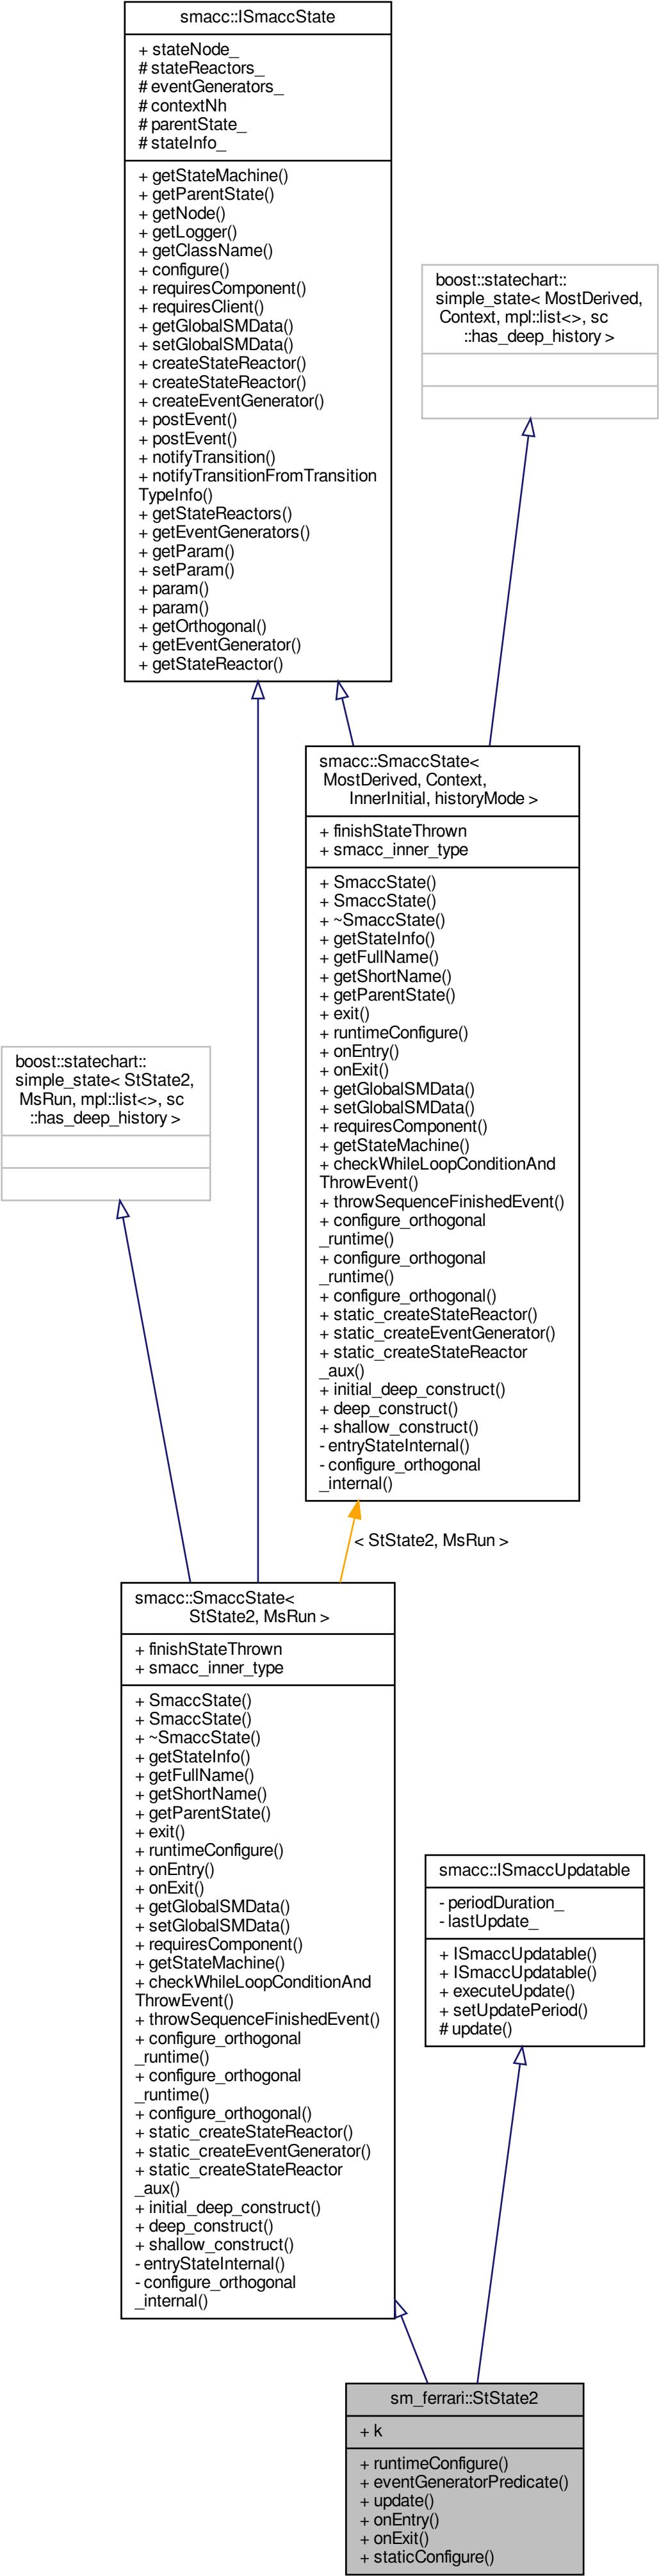 smacc::ISmaccState
+ stateNode_
# stateReactors_
# eventGenerators_
# contextNh
# parentState_
# stateInfo_
+ getStateMachine()
+ getParentState()
+ getNode()
+ getLogger()
+ getClassName()
+ configure()
+ requiresComponent()
+ requiresClient()
+ getGlobalSMData()
+ setGlobalSMData()
+ createStateReactor()
+ createStateReactor()
+ createEventGenerator()
+ postEvent()
+ postEvent()
+ notifyTransition()
+ notifyTransitionFromTransition
TypeInfo()
+ getStateReactors()
+ getEventGenerators()
+ getParam()
+ setParam()
+ param()
+ param()
+ getOrthogonal()
+ getEventGenerator()
+ getStateReactor()
boost::statechart::
simple_state< MostDerived,
Context, mpl::list<>, sc
::has_deep_history >
smacc::SmaccState<
MostDerived, Context,
InnerInitial, historyMode >
+ finishStateThrown
+ smacc_inner_type
+ SmaccState()
+ SmaccState()
+ ~SmaccState()
+ getStateInfo()
+ getFullName()
+ getShortName()
+ getParentState()
+ exit()
+ runtimeConfigure()
+ onEntry()
+ onExit()
+ getGlobalSMData()
+ setGlobalSMData()
+ requiresComponent()
+ getStateMachine()
+ checkWhileLoopConditionAnd
ThrowEvent()
+ throwSequenceFinishedEvent()
+ configure_orthogonal
_runtime()
+ configure_orthogonal
_runtime()
+ configure_orthogonal()
+ static_createStateReactor()
+ static_createEventGenerator()
+ static_createStateReactor
_aux()
+ initial_deep_construct()
+ deep_construct()
+ shallow_construct()
- entryStateInternal()
- configure_orthogonal
_internal()
boost::statechart::
simple_state< StState2,
MsRun, mpl::list<>, sc
::has_deep_history >
< StState2, MsRun >
smacc::SmaccState<
StState2, MsRun >
+ finishStateThrown
+ smacc_inner_type
+ SmaccState()
+ SmaccState()
+ ~SmaccState()
+ getStateInfo()
+ getFullName()
+ getShortName()
+ getParentState()
+ exit()
+ runtimeConfigure()
+ onEntry()
+ onExit()
+ getGlobalSMData()
+ setGlobalSMData()
+ requiresComponent()
+ getStateMachine()
+ checkWhileLoopConditionAnd
ThrowEvent()
+ throwSequenceFinishedEvent()
+ configure_orthogonal
_runtime()
+ configure_orthogonal
_runtime()
+ configure_orthogonal()
+ static_createStateReactor()
+ static_createEventGenerator()
+ static_createStateReactor
_aux()
+ initial_deep_construct()
+ deep_construct()
+ shallow_construct()
- entryStateInternal()
- configure_orthogonal
_internal()
smacc::ISmaccUpdatable
- periodDuration_
- lastUpdate_
+ ISmaccUpdatable()
+ ISmaccUpdatable()
+ executeUpdate()
+ setUpdatePeriod()
# update()
sm_ferrari::StState2
+ k
+ runtimeConfigure()
+ eventGeneratorPredicate()
+ update()
+ onEntry()
+ onExit()
+ staticConfigure()